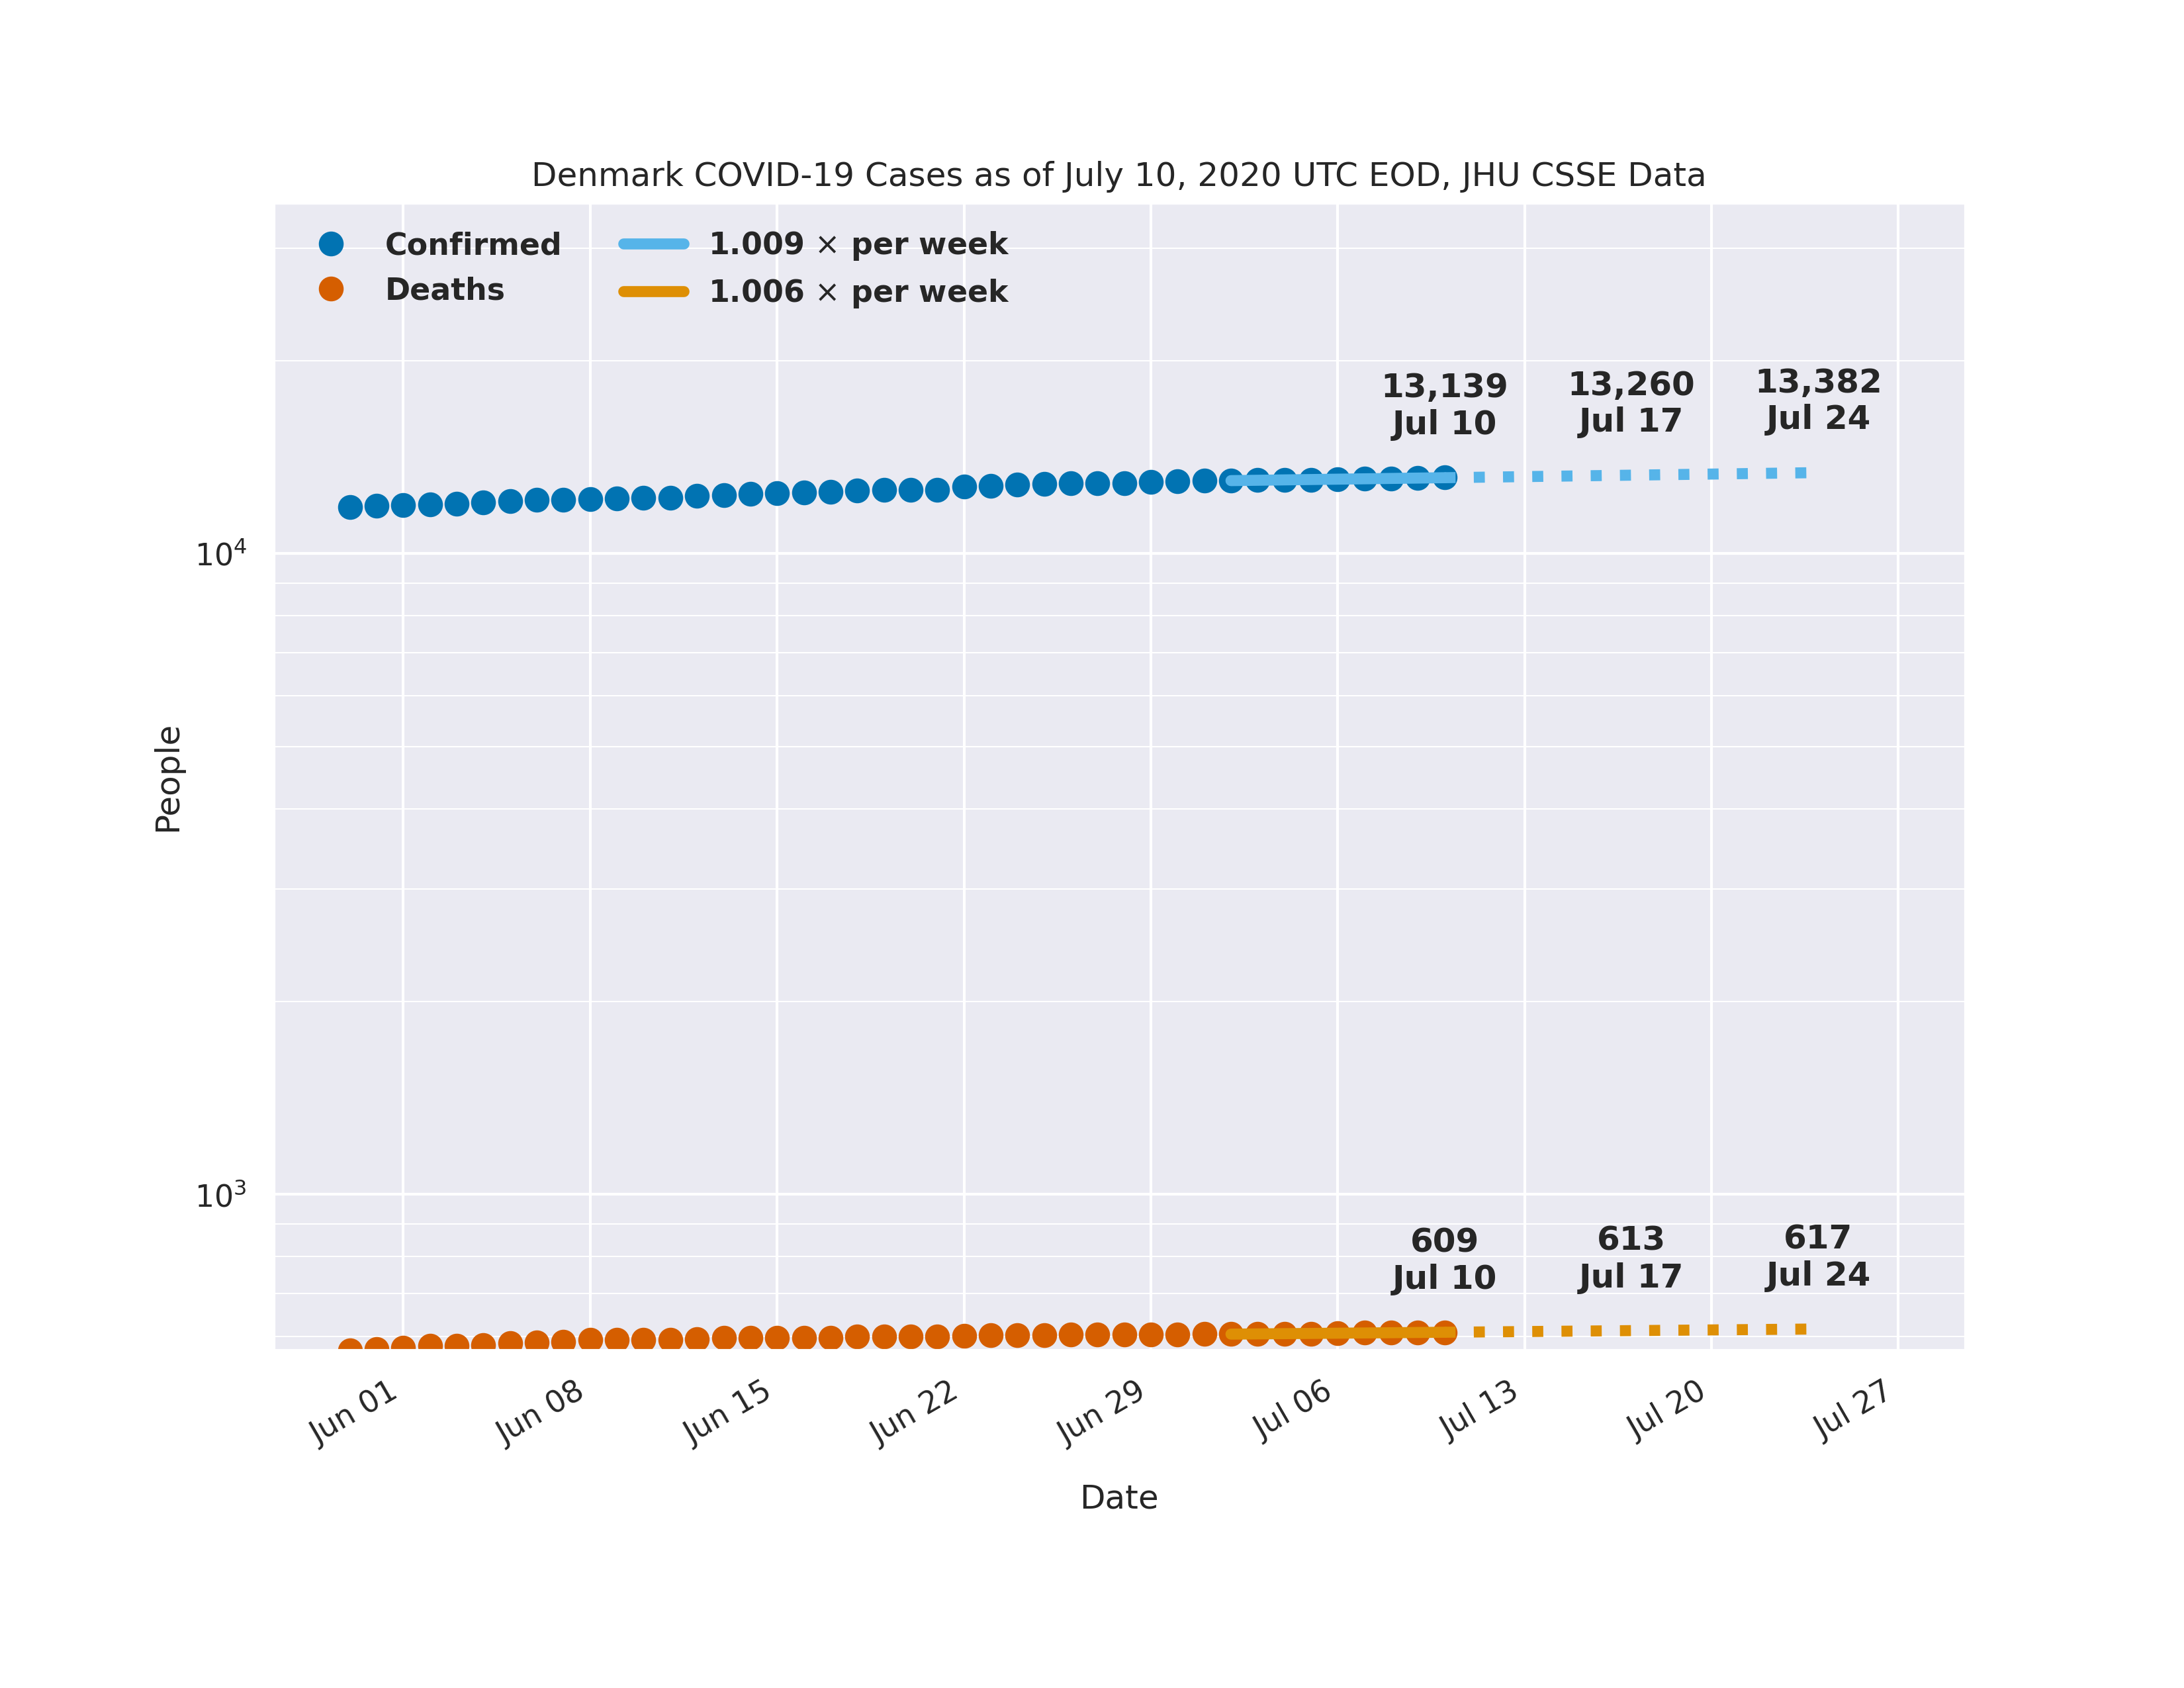 Denmark COVID-19 Cases as of July 10, 2020 UTC EOD, JHU CSSE Data
Confirmed
Deaths
1.009 × per week
1.006 × per week
13,139
Jul 10
13,260
Jul 17
13,382
Jul 24
10⁴
People
10³
609
Jul 10
613
Jul 17
617
Jul 24
Jun 01
Jun 08
Jun 15
Jun 22
Jun 29
Jul 06
Jul 13
Jul 20
Jul 27
Date